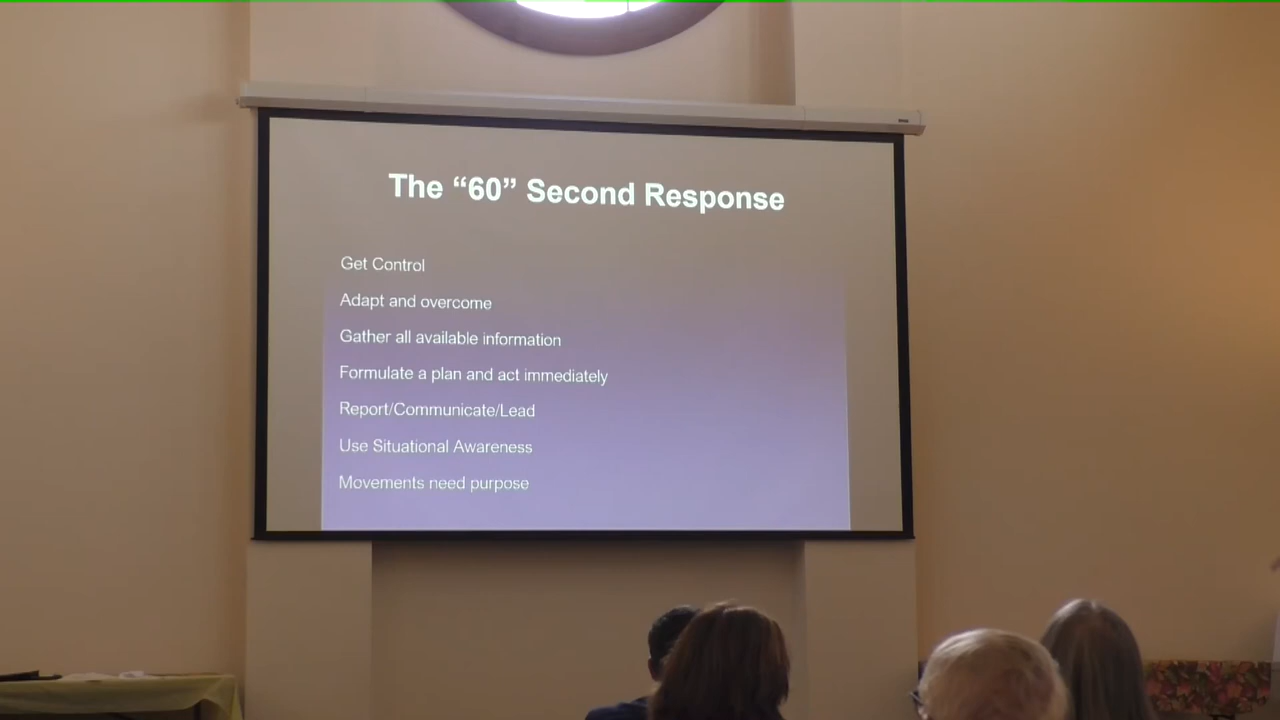 The “60” Second Response
Get Control
Adapt and overcome
Gather all available information
Formulate a plan and act immediately
Report/Communicate/Lead
Use Situational Awareness
Movements need purpose